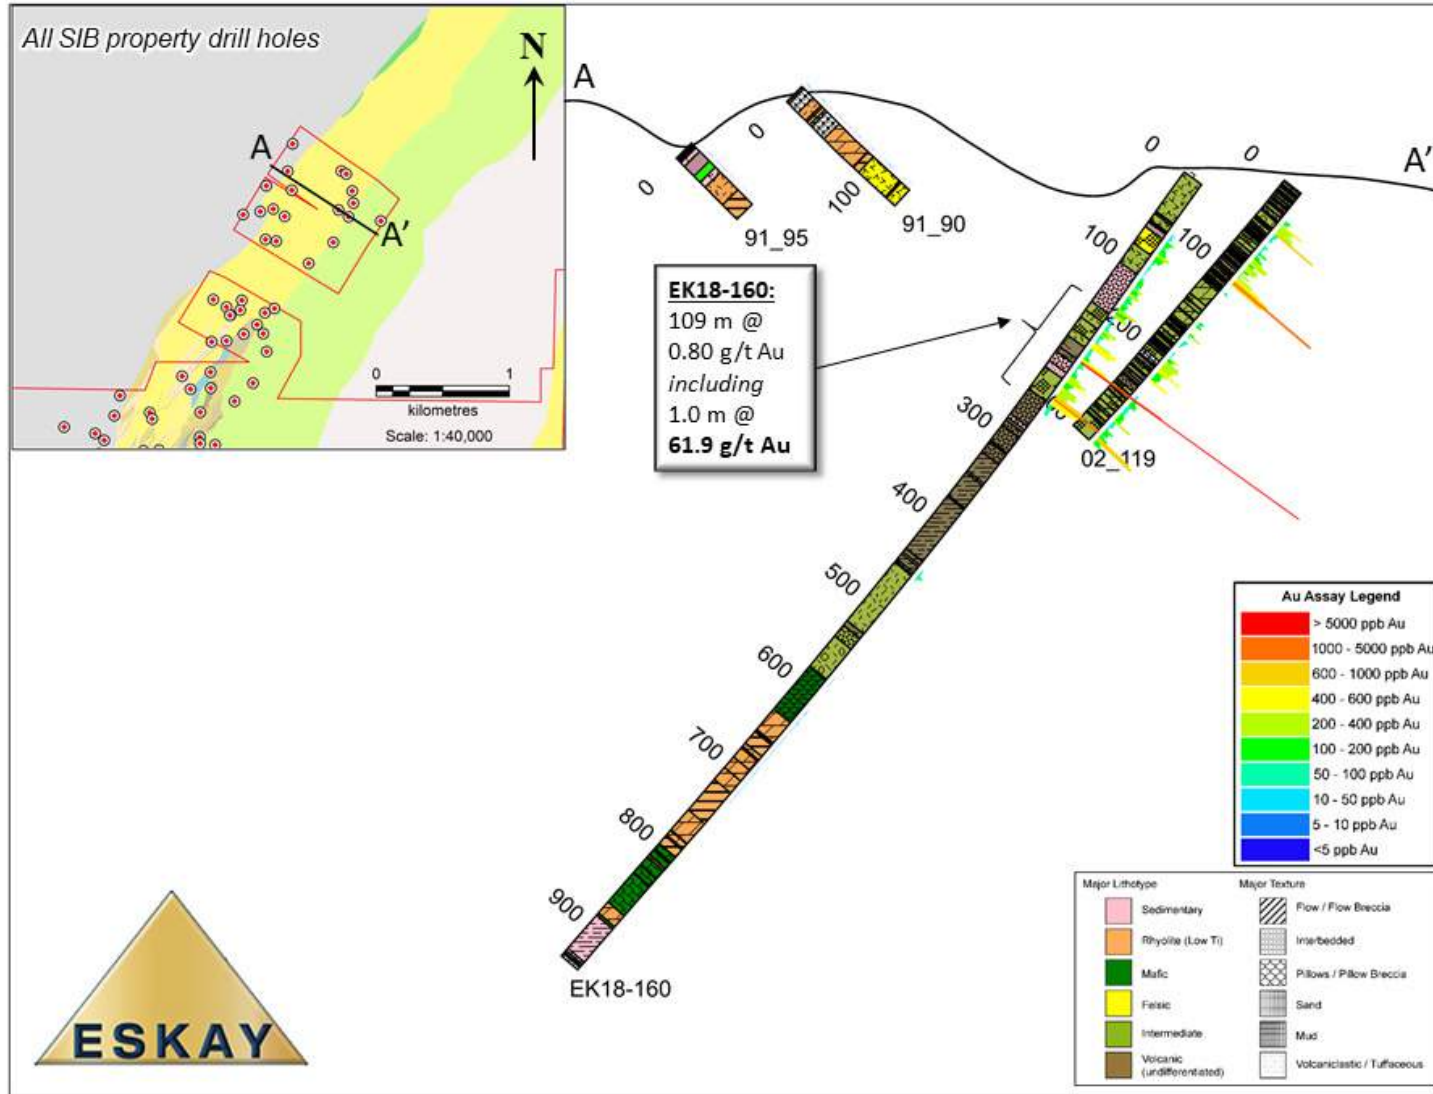 All SIB property drill holes
N
A
A'
0
1
kilometres
Scale: 1:40,000
A
A'
0
91_95
0
100
91_90
0
100
300
400
500
600
700
800
900
EK18-160
0
100
02_119
EK18-160:
109 m @
0.80 g/t Au
including
1.0 m @
61.9 g/t Au
Au Assay Legend
> 5000 ppb Au
1000 - 5000 ppb Au
600 - 1000 ppb Au
400 - 600 ppb Au
200 - 400 ppb Au
100 - 200 ppb Au
50 - 100 ppb Au
10 - 50 ppb Au
5 - 10 ppb Au
<5 ppb Au
Major Lithotype
Sedimentary
Rhyolite (Low Ti)
Mafic
Felsic
Intermediate
Volcanic
(undifferentiated)
Major Texture
Flow / Flow Breccia
Interbedded
Pillows / Pillow Breccia
Sand
Mud
Volcaniclastic / Tuffaceous
ESKAY